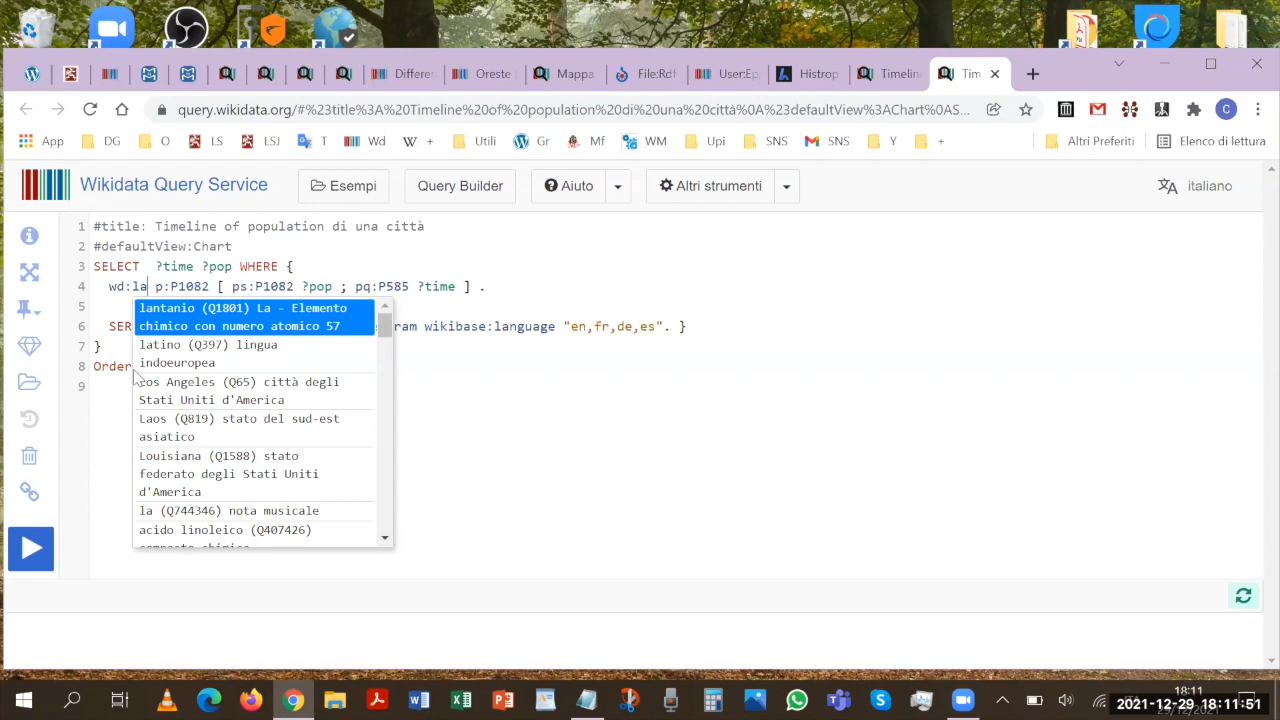 Differe
Oreste
Mappa
File:Rdf
User:Ep
Histrop
Timelin
Tim
query.wikidata.org/#%23title%3A%20Timeline%20of%20population%20di%20una%20città%0A%23defaultView%3AChart%0AS...
App DG O LS LSJ T Wd + Utili Gr Mf WM Upi SNS SNS Y + Altri Preferiti Elenco di lettura
Wikidata Query Service
Esempi
Query Builder
Aiuto
Altri strumenti
italiano
1 #title: Timeline of population di una città
2 #defaultView:Chart
3 SELECT ?time ?pop WHERE {
4 wd:la p:P1082 [ ps:P1082 ?pop ; pq:P585 ?time ] .
5
6 SER ram wikibase:language "en,fr,de,es". }
7 }
8 Order
9
lantanio (Q1801) La - Elemento
chimico con numero atomico 57
latino (Q397) lingua
indoeuropea
Los Angeles (Q65) città degli
Stati Uniti d'America
Laos (Q819) stato del sud-est
asiatico
Louisiana (Q1588) stato
federato degli Stati Uniti
d'America
la (Q744346) nota musicale
acido linoleico (Q407426)
composto chimico
18:11
2021-12-29 18:11:51